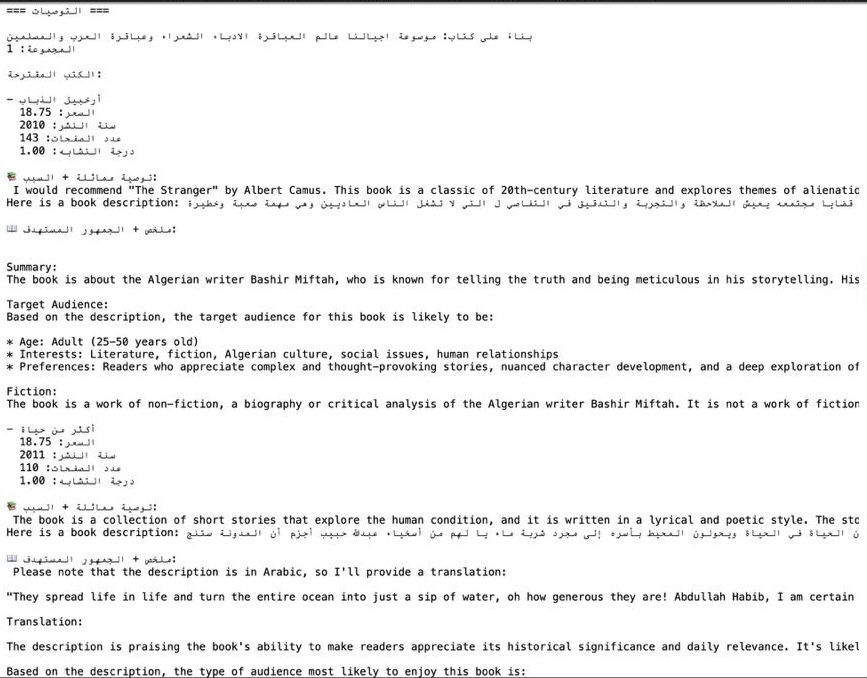 === التوصيات ===
بناءً على كتاب: موسوعة اجيالنا عالم العباقرة الادباء، الشعراء وعباقرة العرب والمسلمين
المجموعة: 1
الكتب المقترحة:
- أرخبيل الذباب
السعر: 18.75
سنة النشر: 2010
عدد الصفحات: 143
درجة التشابه: 1.00
📚 توصية مماثلة + السبب:
I would recommend "The Stranger" by Albert Camus. This book is a classic of 20th-century literature and explores themes of alienatio
Here is a book description: قضايا مجتمعه يعيش الملاحظة والتجربة والتدقيق في التفاصي ل التي لا تشغل الناس العاديين وهي مهمة صعبة وخطيرة
📖 ملخص + الجمهور المستهدف:
Summary:
The book is about the Algerian writer Bashir Miftah, who is known for telling the truth and being meticulous in his storytelling. His
Target Audience:
Based on the description, the target audience for this book is likely to be:
* Age: Adult (25-50 years old)
* Interests: Literature, fiction, Algerian culture, social issues, human relationships
* Preferences: Readers who appreciate complex and thought-provoking stories, nuanced character development, and a deep exploration of
Fiction:
The book is a work of non-fiction, a biography or critical analysis of the Algerian writer Bashir Miftah. It is not a work of fiction
- أكثر من حياة
السعر: 18.75
سنة النشر: 2011
عدد الصفحات: 110
درجة التشابه: 1.00
📚 توصية مماثلة + السبب:
The book is a collection of short stories that explore the human condition, and it is written in a lyrical and poetic style. The sto
Here is a book description: ن الحياة في الحياة ويحولون المحيط بأسره إلى مجرد شربة ماء يا لهم من أسخياء، عبدالله حبيب أجزم أن المدونة ستنج
📖 ملخص + الجمهور المستهدف:
Please note that the description is in Arabic, so I'll provide a translation:
"They spread life in life and turn the entire ocean into just a sip of water, oh how generous they are! Abdullah Habib, I am certain
Translation:
The description is praising the book's ability to make readers appreciate its historical significance and daily relevance. It's likel
Based on the description, the type of audience most likely to enjoy this book is: